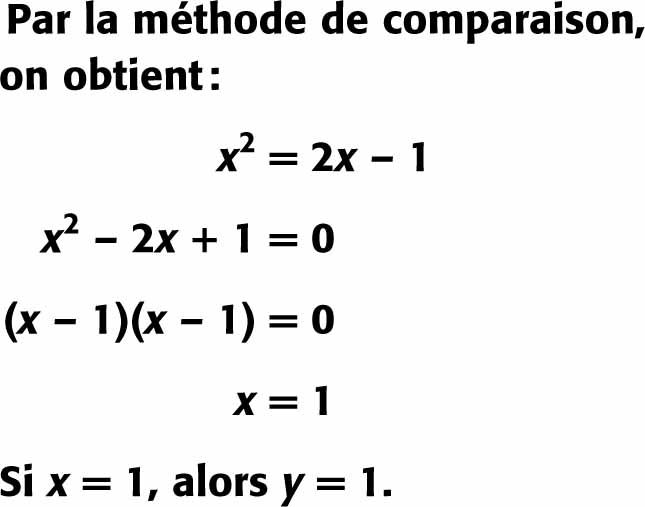 Par la méthode de comparaison,
on obtient :
x² = 2x – 1
x² – 2x + 1 = 0
(x – 1)(x – 1) = 0
x = 1
Si x = 1, alors y = 1.